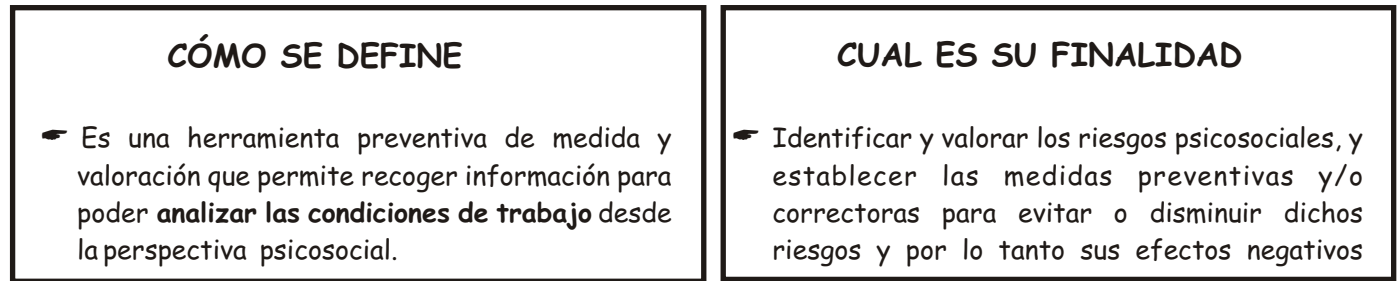 CÓMO SE DEFINE
Es una herramienta preventiva de medida y
valoración que permite recoger información para
poder analizar las condiciones de trabajo desde
la perspectiva psicosocial.
CUAL ES SU FINALIDAD
Identificar y valorar los riesgos psicosociales, y
establecer las medidas preventivas y/o
correctoras para evitar o disminuir dichos
riesgos y por lo tanto sus efectos negativos